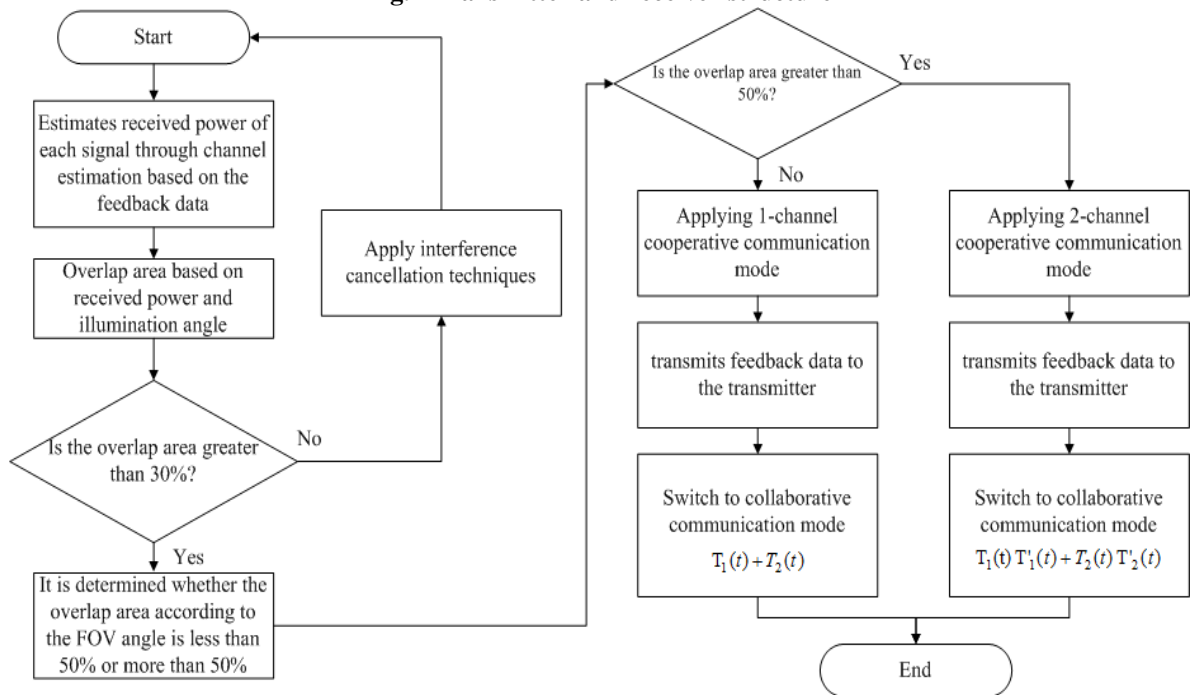 Start
Estimates received power of
each signal through channel
estimation based on the
feedback data
Overlap area based on
received power and
illumination angle
Is the overlap area greater
than 30%?
No
Apply interference
cancellation techniques
Yes
It is determined whether the
overlap area according to
the FOV angle is less than
50% or more than 50%
Is the overlap area greater than
50%?
Yes
No
Applying 1-channel
cooperative communication
mode
transmits feedback data to
the transmitter
Switch to collaborative
communication mode
T₁(t)+T₂(t)
Applying 2-channel
cooperative communication
mode
transmits feedback data to
the transmitter
Switch to collaborative
communication mode
T₁(t) T'₁(t)+T₂(t) T'₂(t)
End